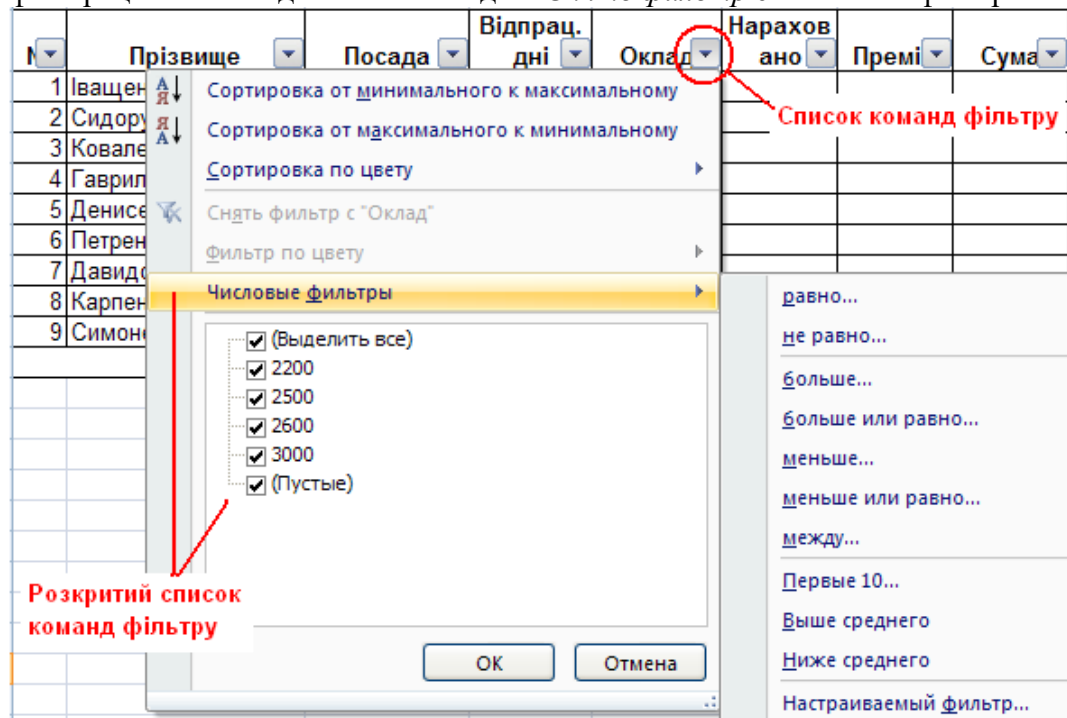 Відпрац. Нарахов
Прізвище Посада дні Оклад ано Премі Сума
1 Іващен
2 Сидору
3 Ковале
4 Гаврил
5 Денисе
6 Петрен
7 Давидо
8 Карпен
9 Симоне
Сортировка от минимального к максимальному
Сортировка от максимального к минимальному
Сортировка по цвету
Снять фильтр с "Оклад"
Фильтр по цвету
Числовые фильтры
(Выделить все)
2200
2500
2600
3000
(Пустые)
OK Отмена
равно...
не равно...
больше...
больше или равно...
меньше...
меньше или равно...
между...
Первые 10...
Выше среднего
Ниже среднего
Настраиваемый фильтр...
Список команд фільтру
Розкритий список
команд фільтру